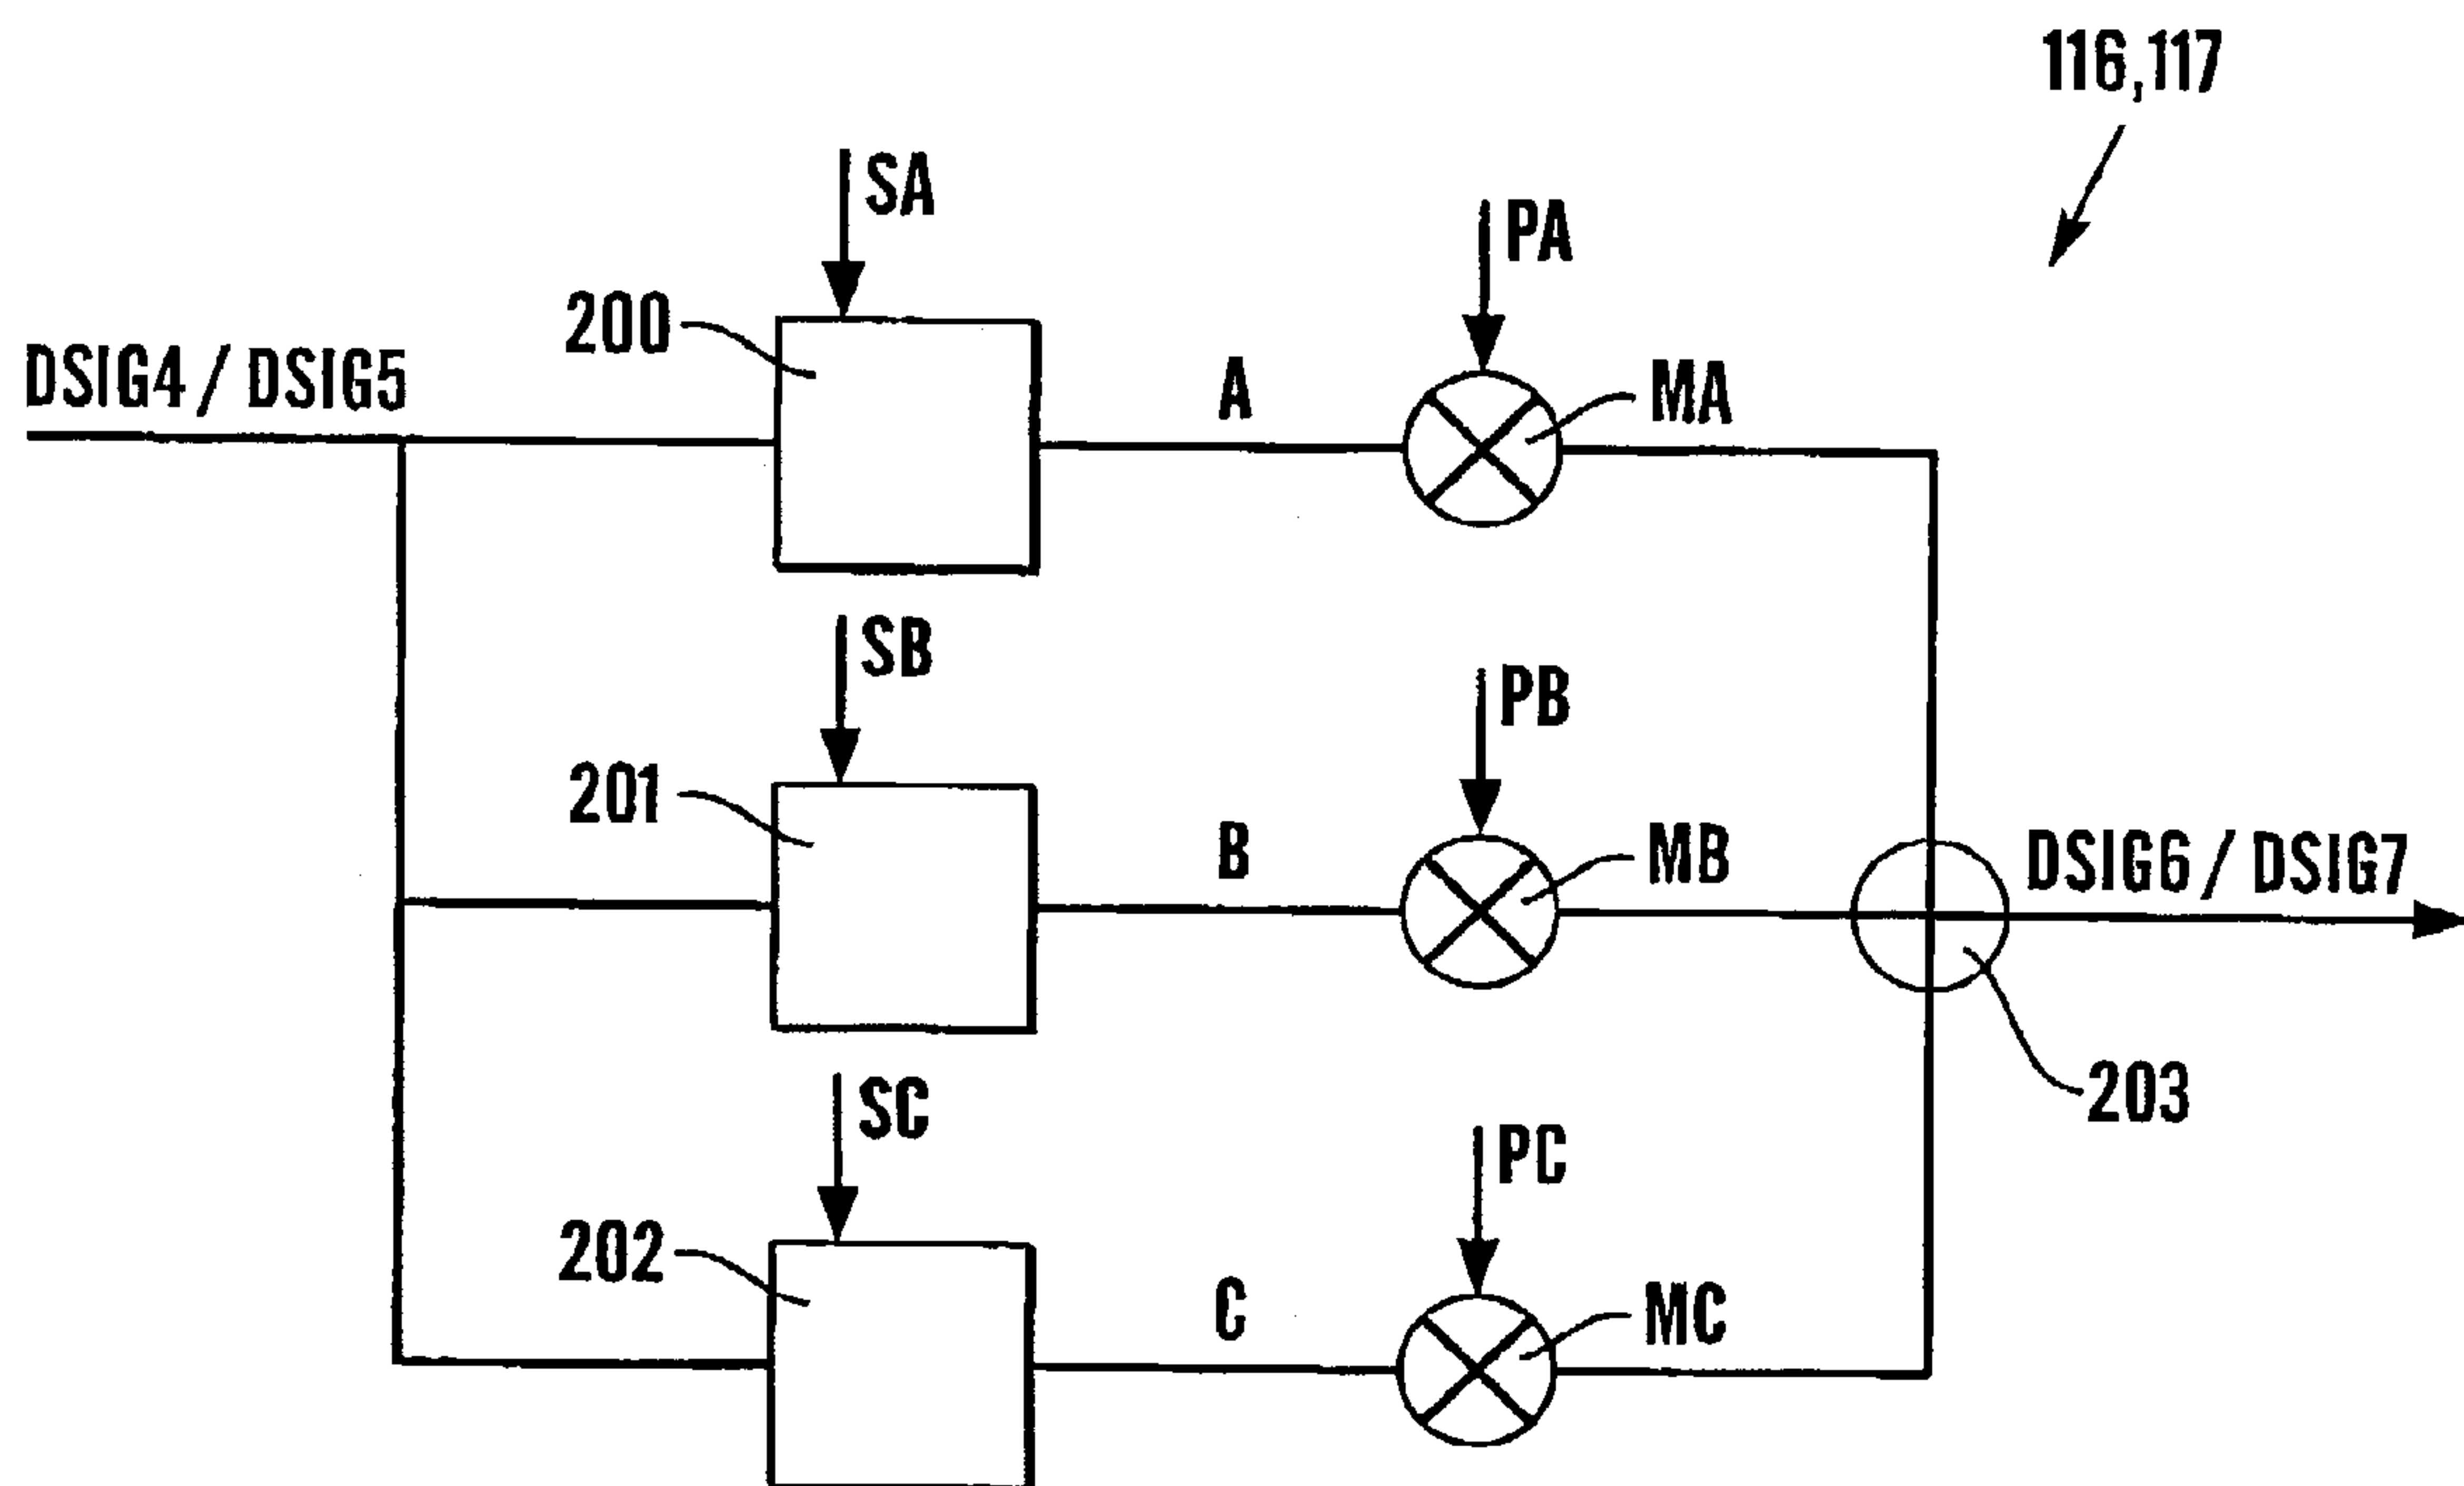 116,117
SA
PA
200
DSIG4 / DSIG5
A
MA
SB
PB
201
B
MB
DSIG6 / DSIG7
203
SC
PC
202
C
MC